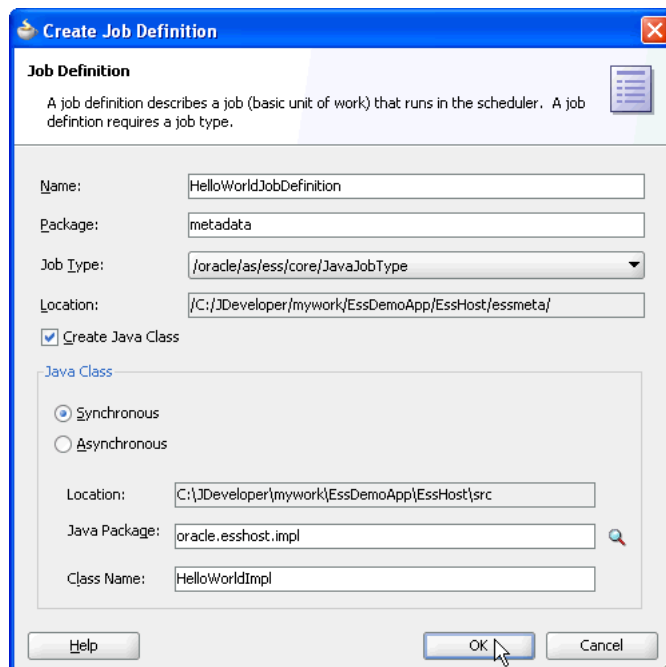 Create Job Definition
Job Definition
A job definition describes a job (basic unit of work) that runs in the scheduler. A job
defintion requires a job type.
Name: HelloWorldJobDefinition
Package: metadata
Job Type: /oracle/as/ess/core/JavaJobType
Location: /C:/JDeveloper/mywork/EssDemoApp/EssHost/essmeta/
Create Java Class
Java Class
Synchronous
Asynchronous
Location: C:\JDeveloper\mywork\EssDemoApp\EssHost\src
Java Package: oracle.esshost.impl
Class Name: HelloWorldImpl
Help OK Cancel